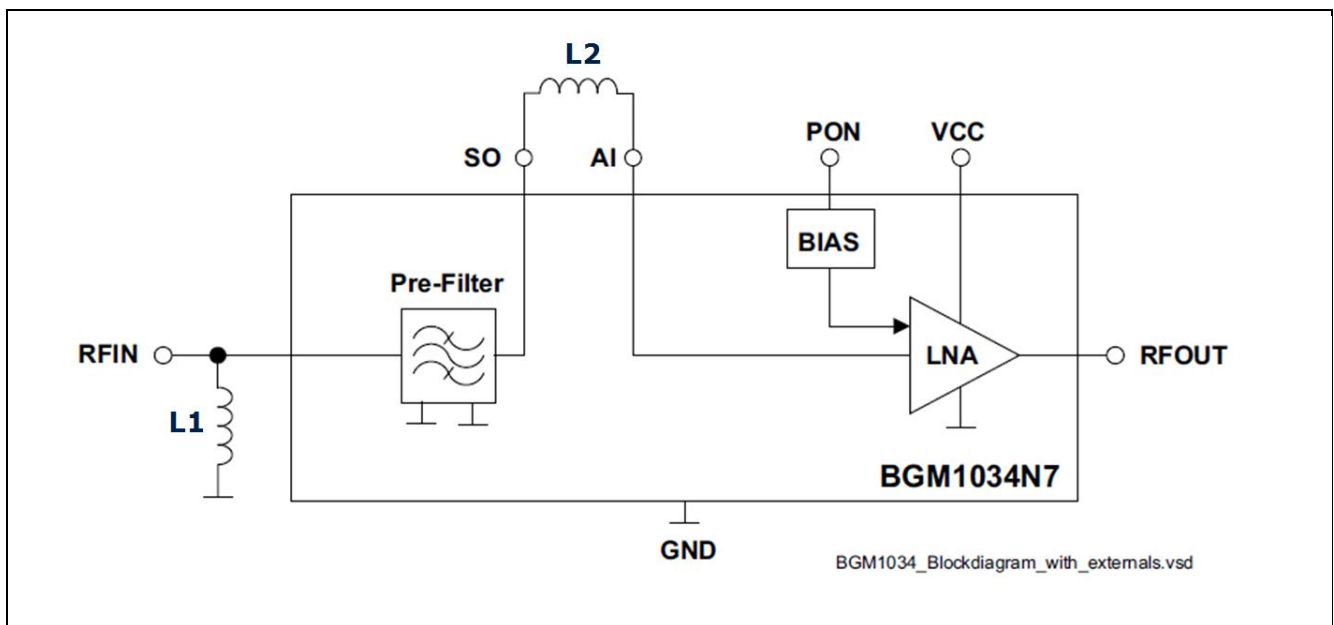 L2
SO
AI
PON
VCC
BIAS
Pre-Filter
RFIN
LNA
RFOUT
L1
BGM1034N7
GND
BGM1034_Blockdiagram_with_externals.vsd